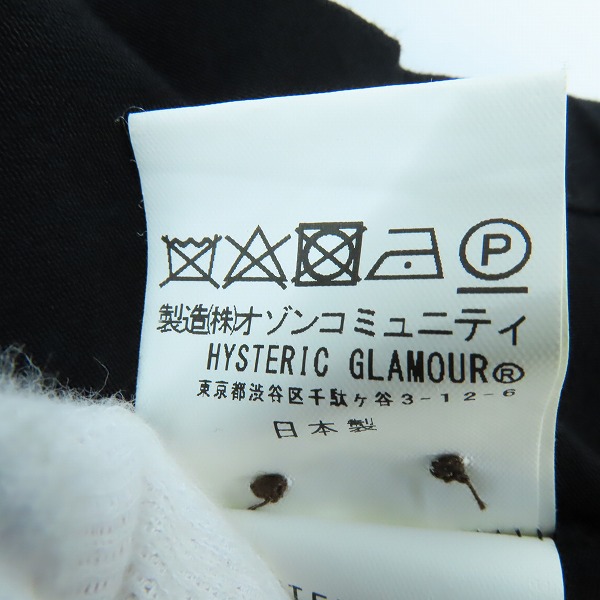 P
製造(株)オゾンコミュニティ
HYSTERIC GLAMOUR®
東京都渋谷区千駄ケ谷3-12-6
日本製